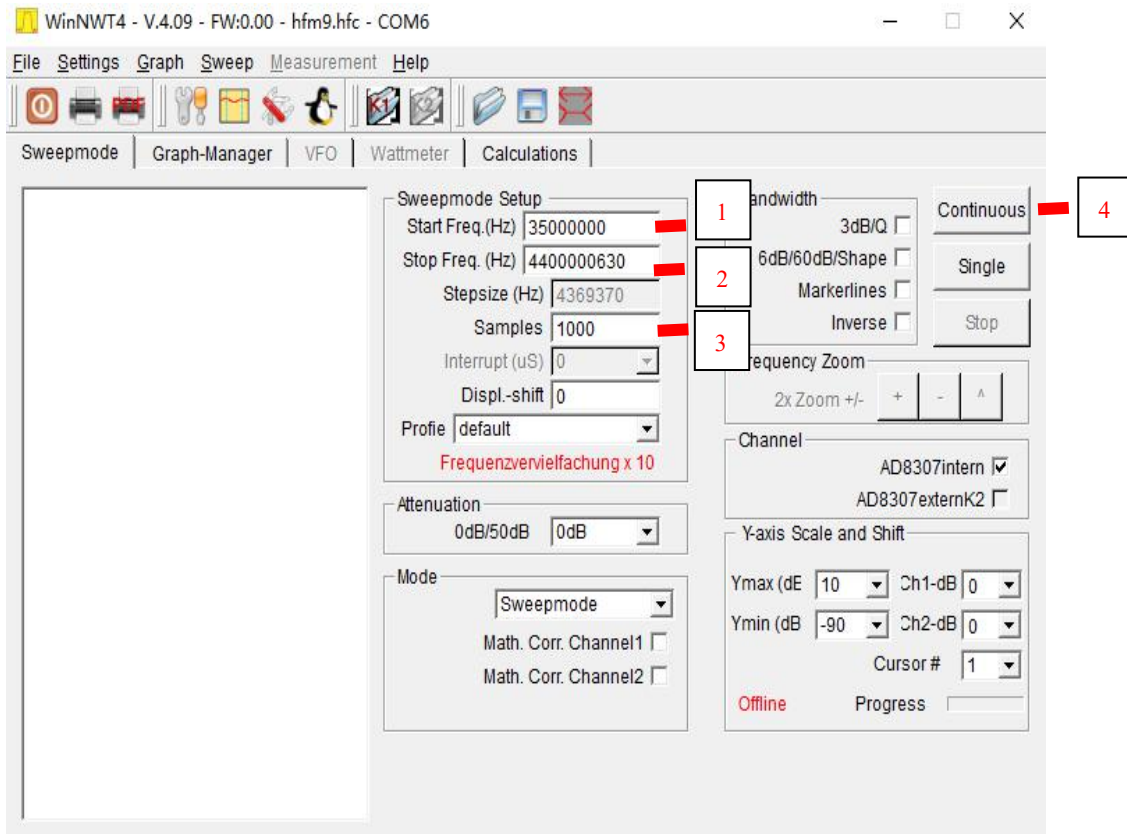 WinNWT4 - V.4.09 - FW:0.00 - hfm9.hfc - COM6
File Settings Graph Sweep Measurement Help
K1 K2
Sweepmode Graph-Manager VFO Wattmeter Calculations
Sweepmode Setup
Start Freq.(Hz) 35000000
1
Stop Freq. (Hz) 4400000630
2
Stepsize (Hz) 4369370
Samples 1000
3
Interrupt (uS) 0
Displ.-shift 0
Profie default
Frequenzvervielfachung x 10
Attenuation
0dB/50dB 0dB
Mode
Sweepmode
Math. Corr. Channel1
Math. Corr. Channel2
andwidth
3dB/Q
6dB/60dB/Shape
Markerlines
Inverse
Continuous
4
Single
Stop
requency Zoom
2x Zoom +/- + - ^
Channel
AD8307intern
AD8307externK2
Y-axis Scale and Shift
Ymax (dE 10 Ch1-dB 0
Ymin (dB -90 Ch2-dB 0
Cursor # 1
Offline Progress